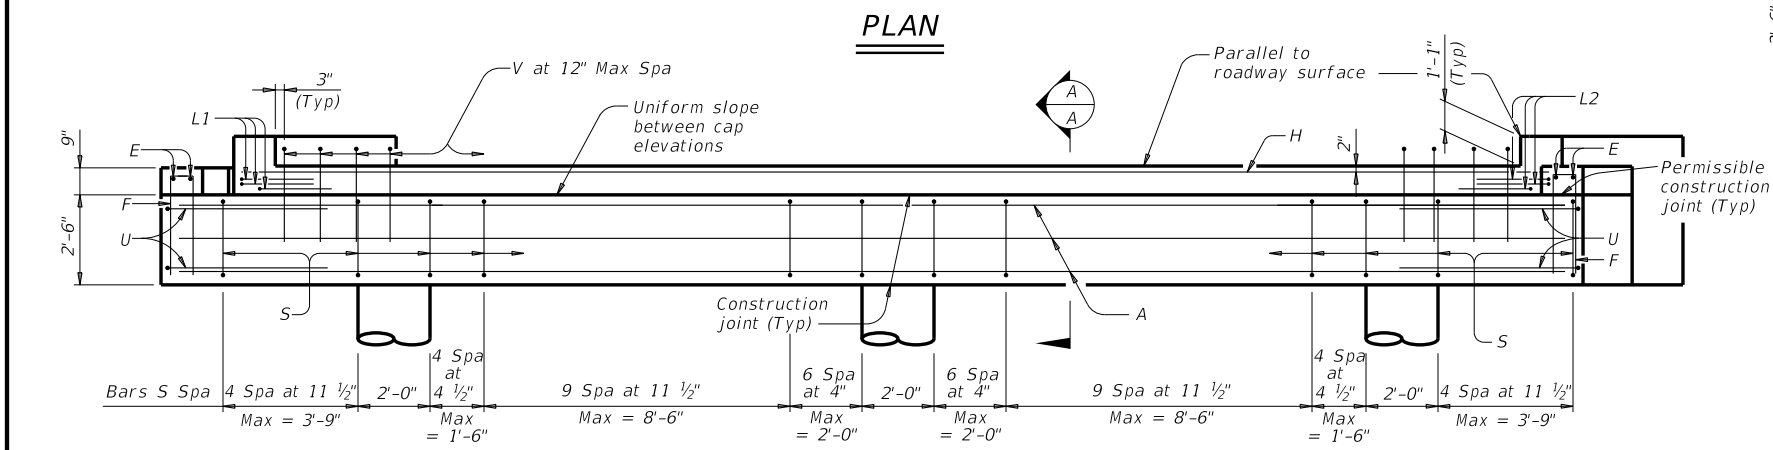 PLAN
3"
(Typ)
V at 12" Max Spa
Uniform slope
between cap
elevations
A
A
Parallel to
roadway surface
1'-1"
(Typ)
L1
L2
E
9"
H
2"
E
Permissible
construction
joint (Typ)
F
U
2'-6"
U
F
S
Construction
joint (Typ)
A
S
Bars S Spa
4 Spa at 11 ½"
Max = 3'-9"
2'-0"
4 Spa
at
4 ½"
Max
= 1'-6"
9 Spa at 11 ½"
Max = 8'-6"
6 Spa
at 4"
Max
= 2'-0"
2'-0"
6 Spa
at 4"
Max
= 2'-0"
9 Spa at 11 ½"
Max = 8'-6"
4 Spa
at
4 ½"
Max
= 1'-6"
2'-0"
4 Spa at 11 ½"
Max = 3'-9"